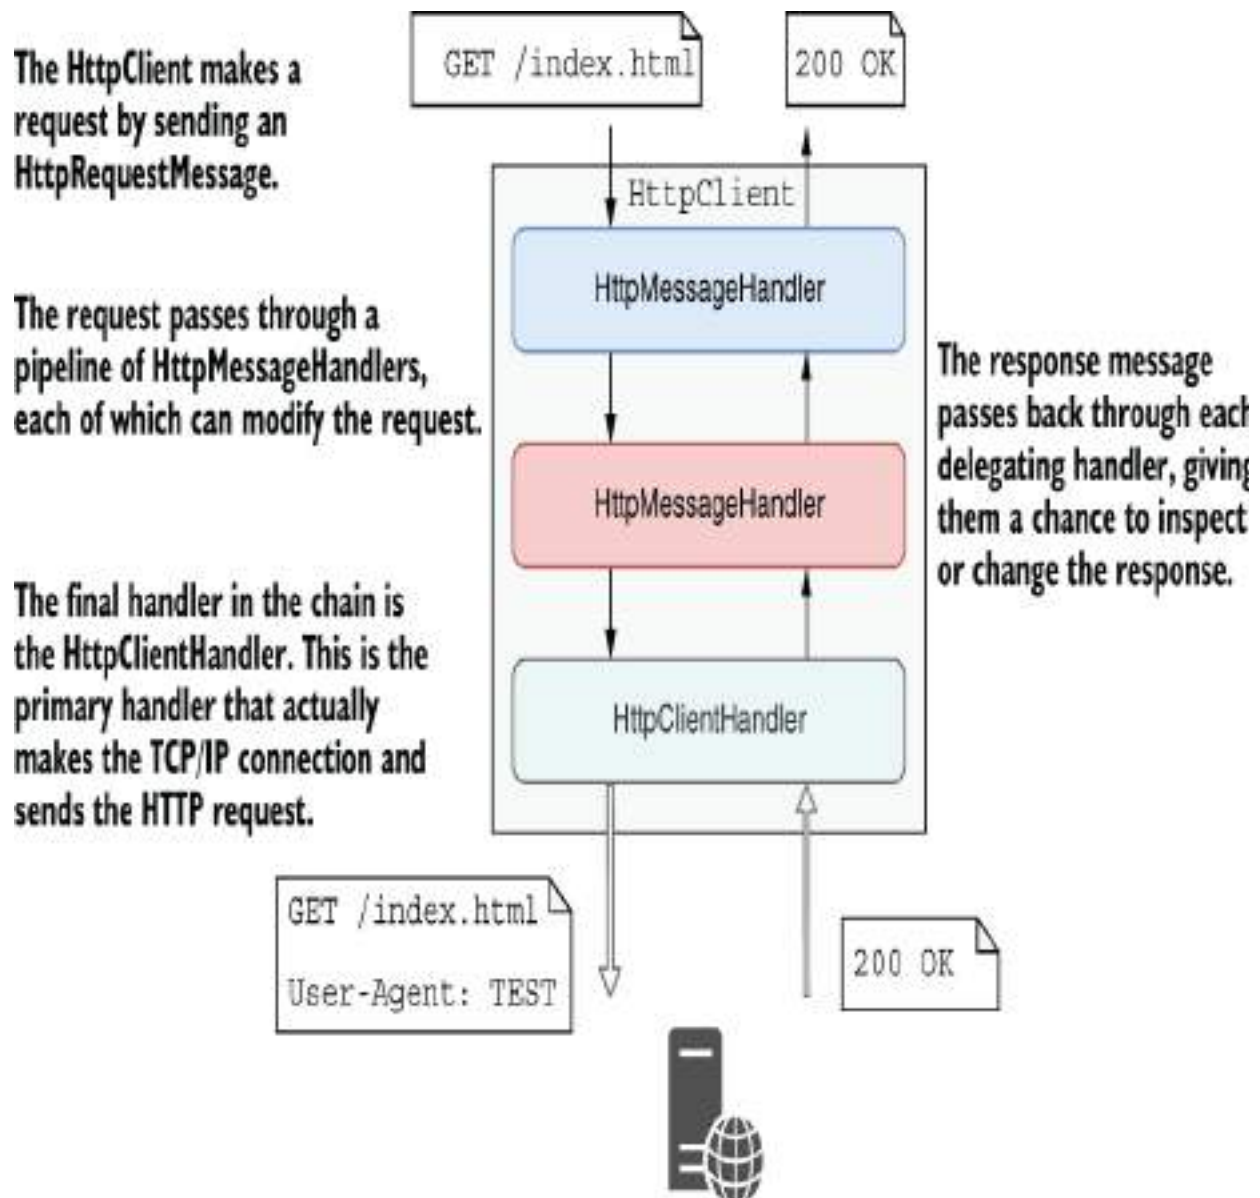 GET /index.html
200 OK
The HttpClient makes a
request by sending an
HttpRequestMessage.
HttpClient
HttpMessageHandler
The request passes through a
pipeline of HttpMessageHandlers,
each of which can modify the request.
The response message
passes back through each
delegating handler, giving
them a chance to inspect
or change the response.
HttpMessageHandler
The final handler in the chain is
the HttpClientHandler. This is the
primary handler that actually
makes the TCP/IP connection and
sends the HTTP request.
HttpClientHandler
GET /index.html
User-Agent: TEST
200 OK